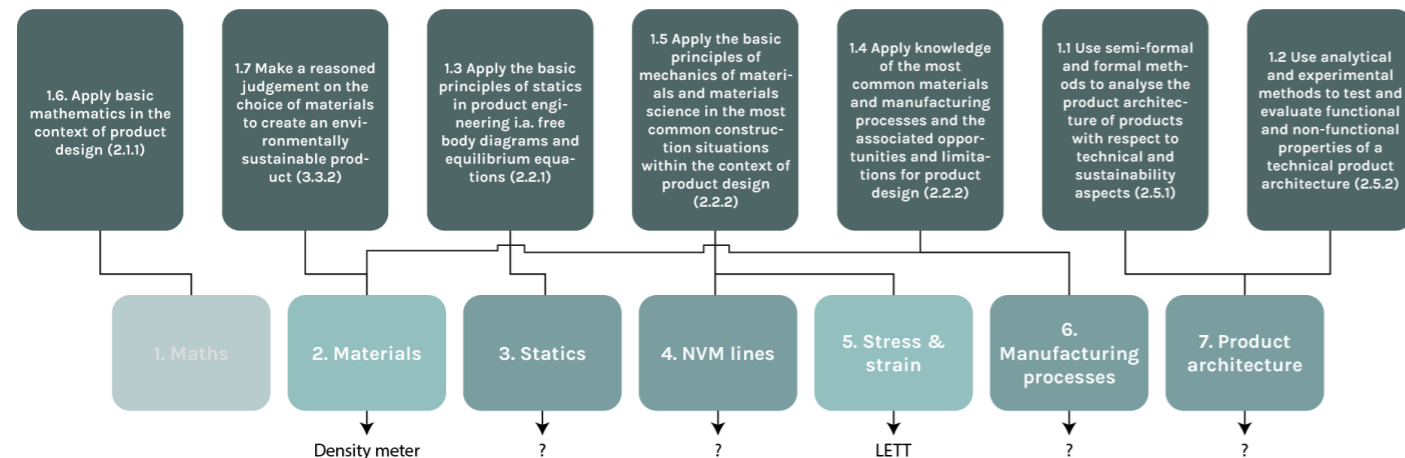 1.6. Apply basic
mathematics in the
context of product
design (2.1.1)
1.7 Make a reasoned
judgement on the
choice of materials
to create an envi-
ronmentally
sustainable prod-
uct (3.3.2)
1.3 Apply the basic
principles of statics
in product engi-
neering i.a. free
body diagrams and
equilibrium equa-
tions (2.2.1)
1.5 Apply the basic
principles of
mechanics of materi-
als and materials
science in the most
common construc-
tion situations
within the context of
product design
(2.2.2)
1.4 Apply knowledge
of the most
common materials
and manufacturing
processes and the
associated oppor-
tunities and limita-
tions for product
design (2.2.2)
1.1 Use semi-formal
and formal meth-
ods to analyse the
product architec-
ture of products
with respect to
technical and
sustainability
aspects (2.5.1)
1.2 Use analytical
and experimental
methods to test and
evaluate functional
and non-functional
properties of a
technical product
architecture (2.5.2)
1. Maths
2. Materials
3. Statics
4. NVM lines
5. Stress &
strain
6.
Manufacturing
processes
7. Product
architecture
Density meter
?
?
LETT
?
?